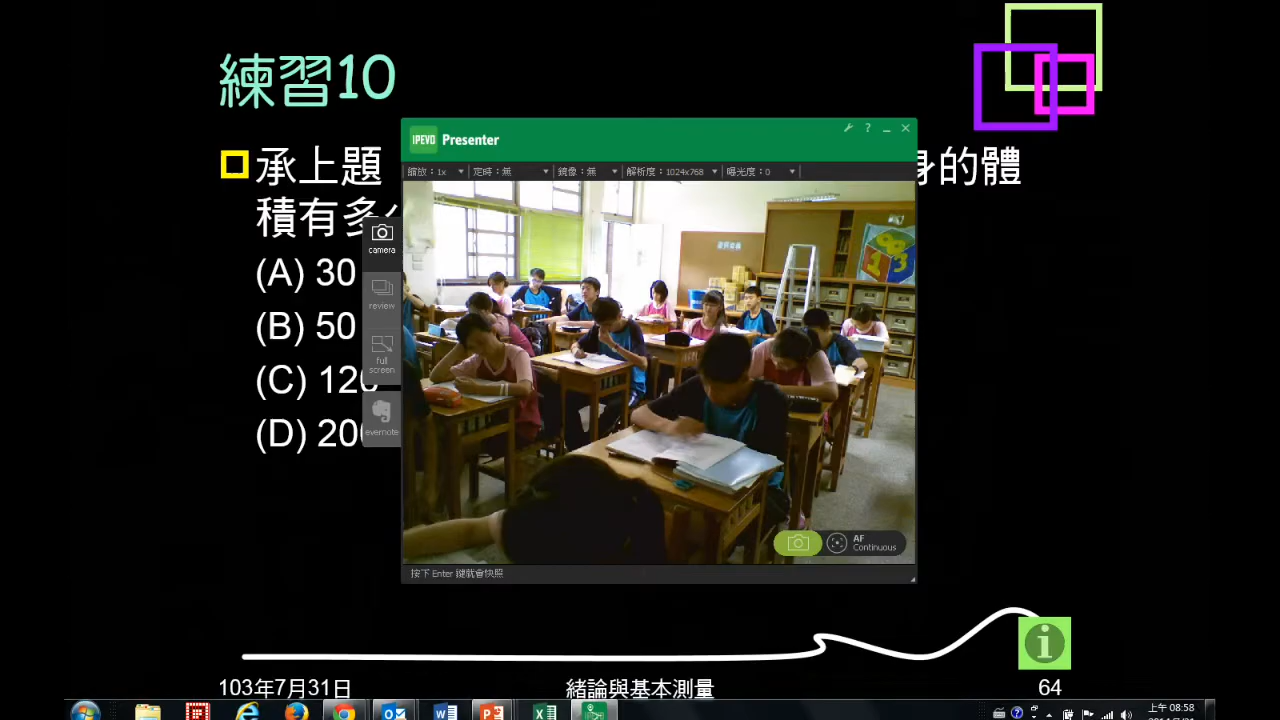 練習10
IPEVO Presenter
承上題
身的體
縮放：1x 定時：無 鏡像：無 解析度：1024x768 曝光度：0
積有多少
(A) 30
(B) 50
(C) 120
(D) 200
camera
review
full
screen
evernote
AF
Continuous
按下 Enter 鍵就會快照
103年7月31日
緒論與基本測量
64
上午 08:58